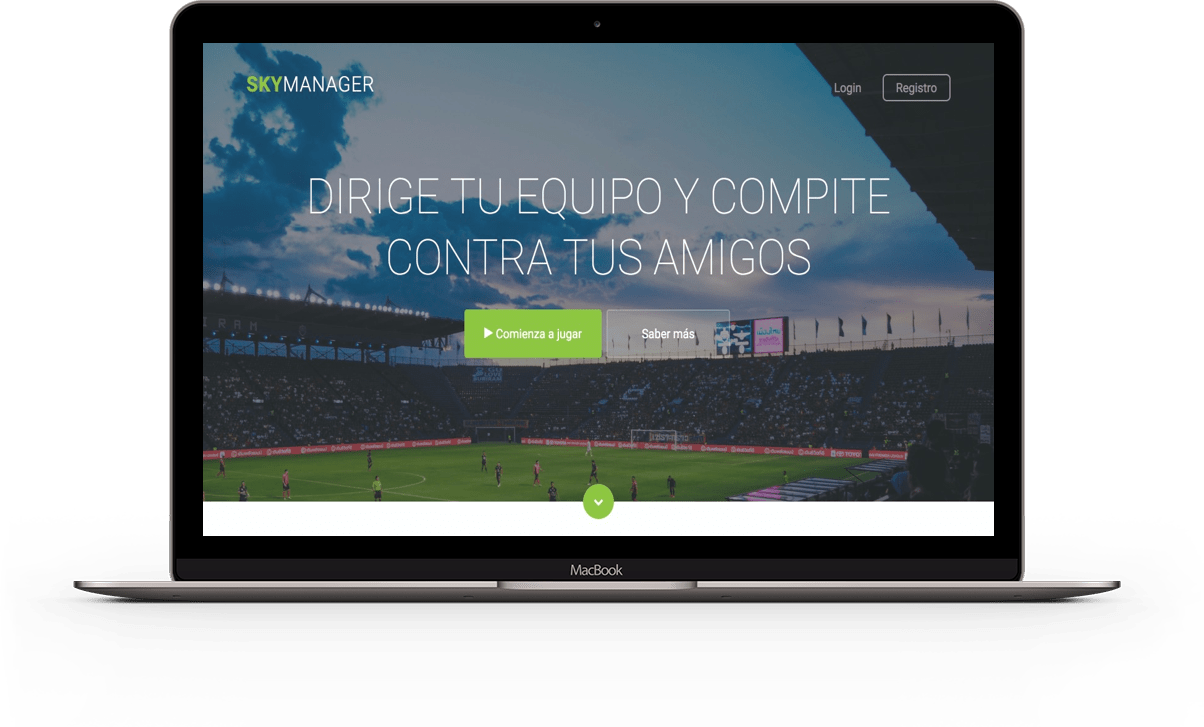 SKYMANAGER
Login
Registro
DIRIGE TU EQUIPO Y COMPITE
CONTRA TUS AMIGOS
Comienza a jugar
Saber más
MacBook